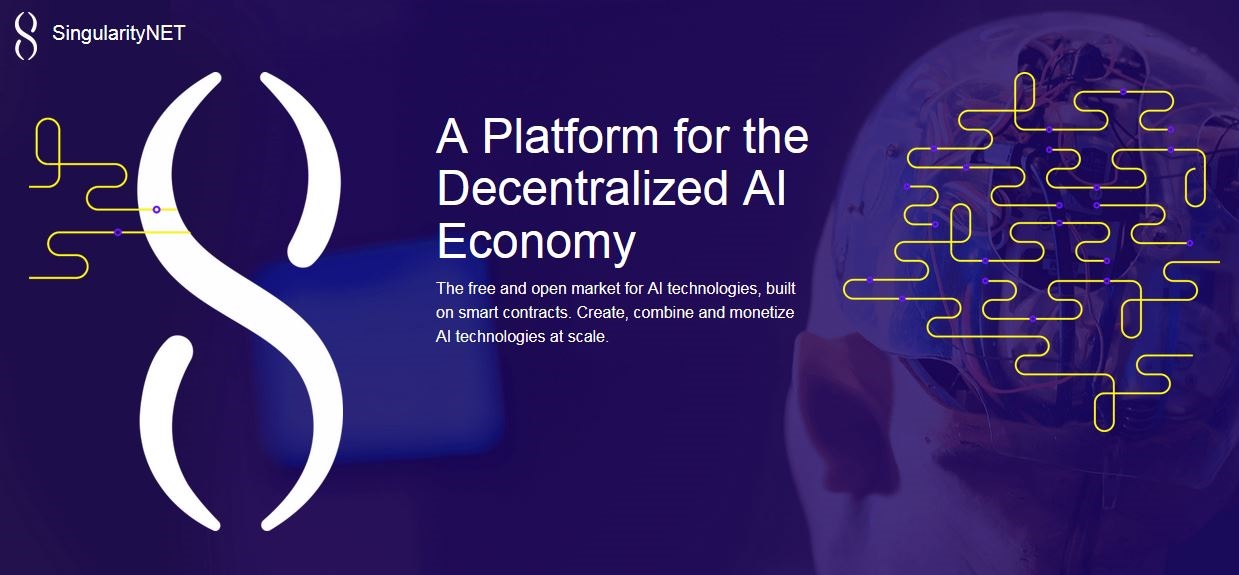 SingularityNET
A Platform for the
Decentralized AI
Economy
The free and open market for AI technologies, built
on smart contracts. Create, combine and monetize
AI technologies at scale.